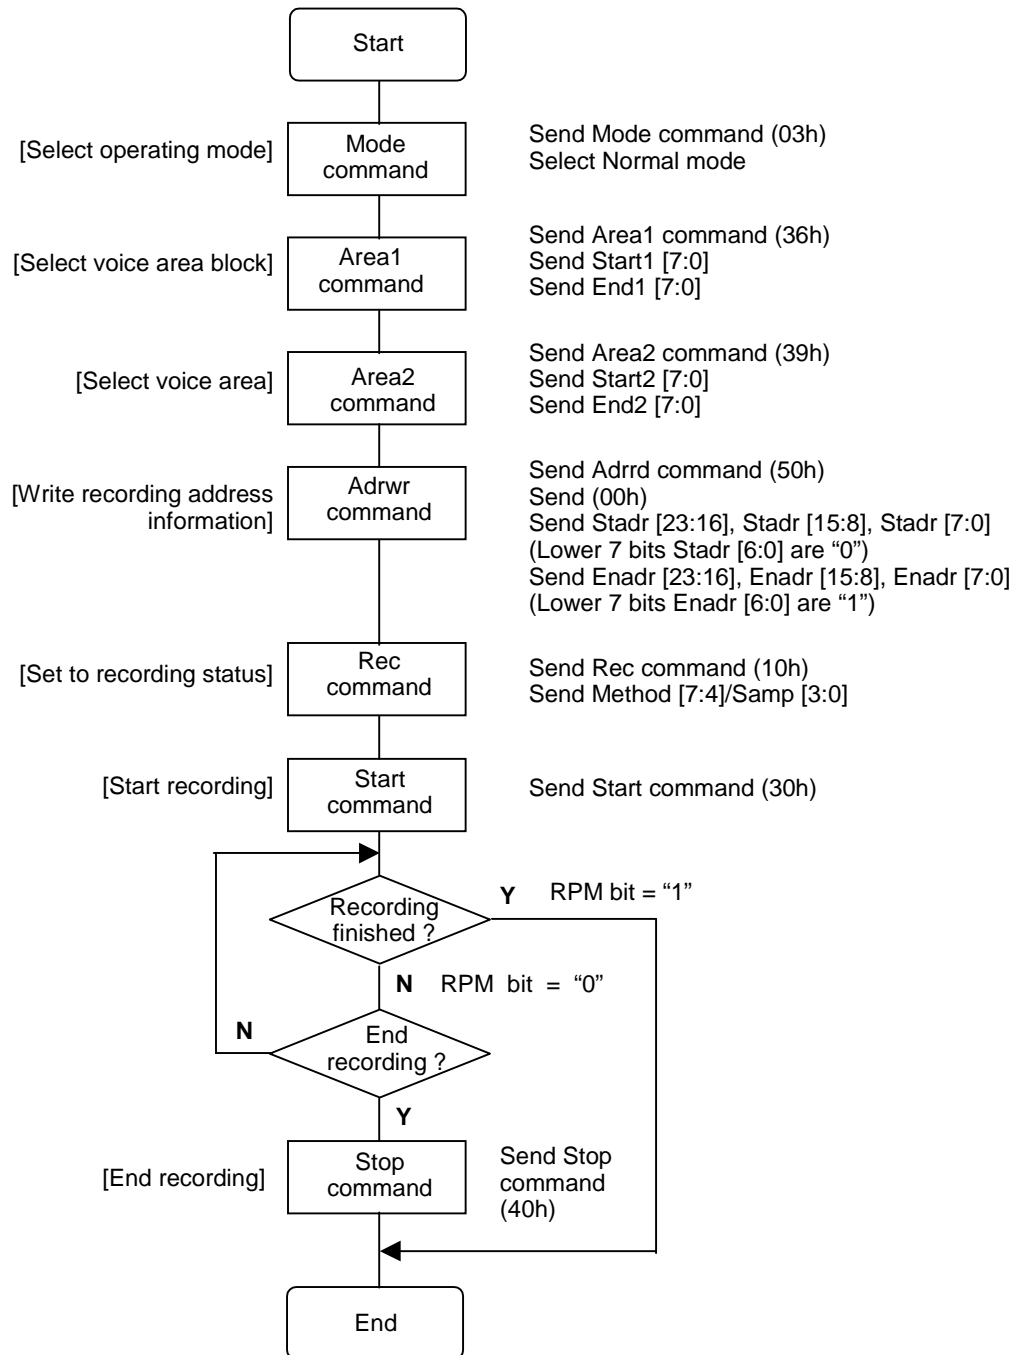 Start
[Select operating mode]
Mode
command
Send Mode command (03h)
Select Normal mode
[Select voice area block]
Area1
command
Send Area1 command (36h)
Send Start1 [7:0]
Send End1 [7:0]
[Select voice area]
Area2
command
Send Area2 command (39h)
Send Start2 [7:0]
Send End2 [7:0]
[Write recording address
information]
Adrwr
command
Send Adrrd command (50h)
Send (00h)
Send Stadr [23:16], Stadr [15:8], Stadr [7:0]
(Lower 7 bits Stadr [6:0] are “0”)
Send Enadr [23:16], Enadr [15:8], Enadr [7:0]
(Lower 7 bits Enadr [6:0] are “1”)
[Set to recording status]
Rec
command
Send Rec command (10h)
Send Method [7:4]/Samp [3:0]
[Start recording]
Start
command
Send Start command (30h)
Recording
finished ?
Y RPM bit = “1”
N RPM bit = “0”
N
End
recording ?
Y
[End recording]
Stop
command
Send Stop
command
(40h)
End